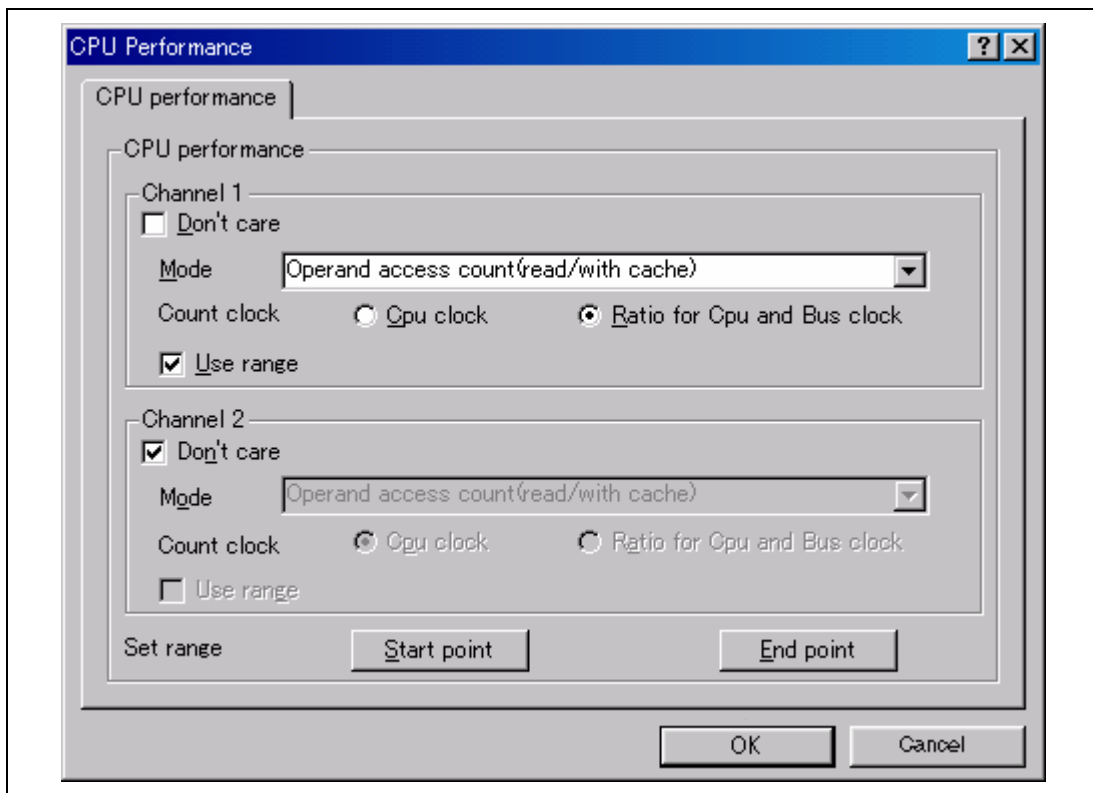 CPU Performance
CPU performance
CPU performance
Channel 1
Don't care
Mode Operand access count(read/with cache)
Count clock Cpu clock Ratio for Cpu and Bus clock
Use range
Channel 2
Don't care
Mode Operand access count(read/with cache)
Count clock Cpu clock Ratio for Cpu and Bus clock
Use range
Set range Start point End point
OK Cancel